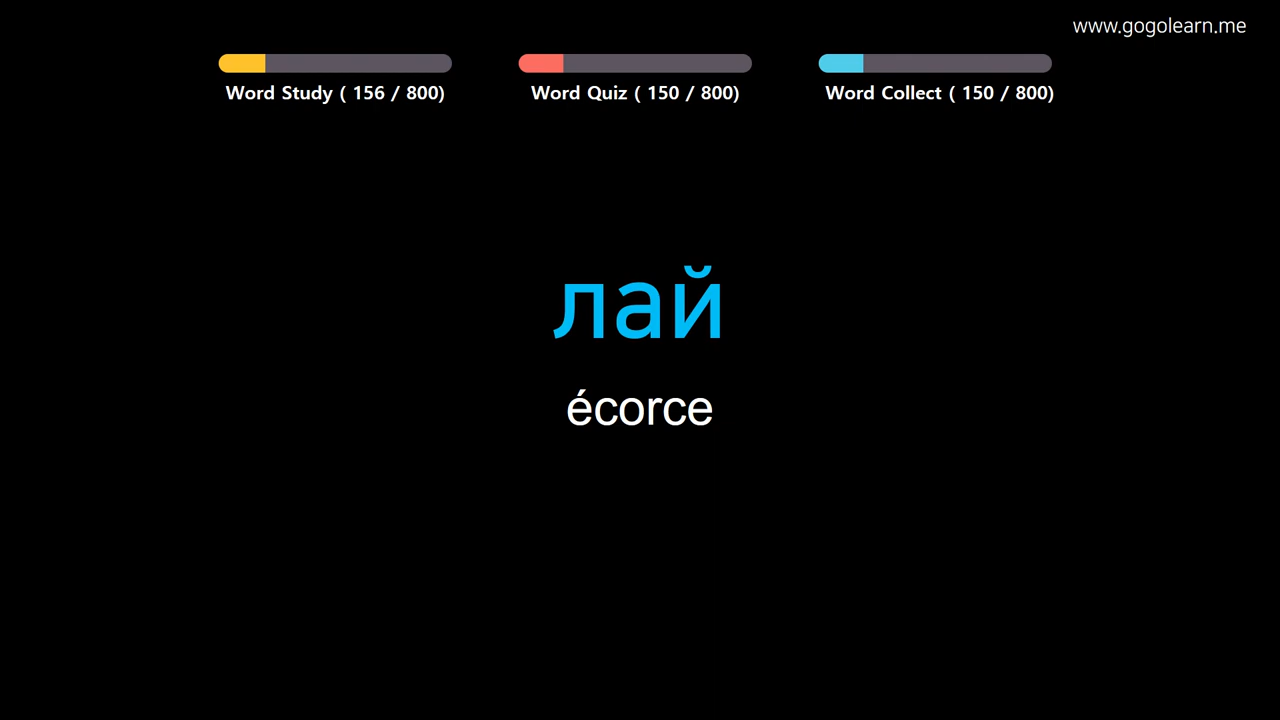 www.gogolearn.me
Word Study ( 156 / 800)
Word Quiz ( 150 / 800)
Word Collect ( 150 / 800)
лай
écorce